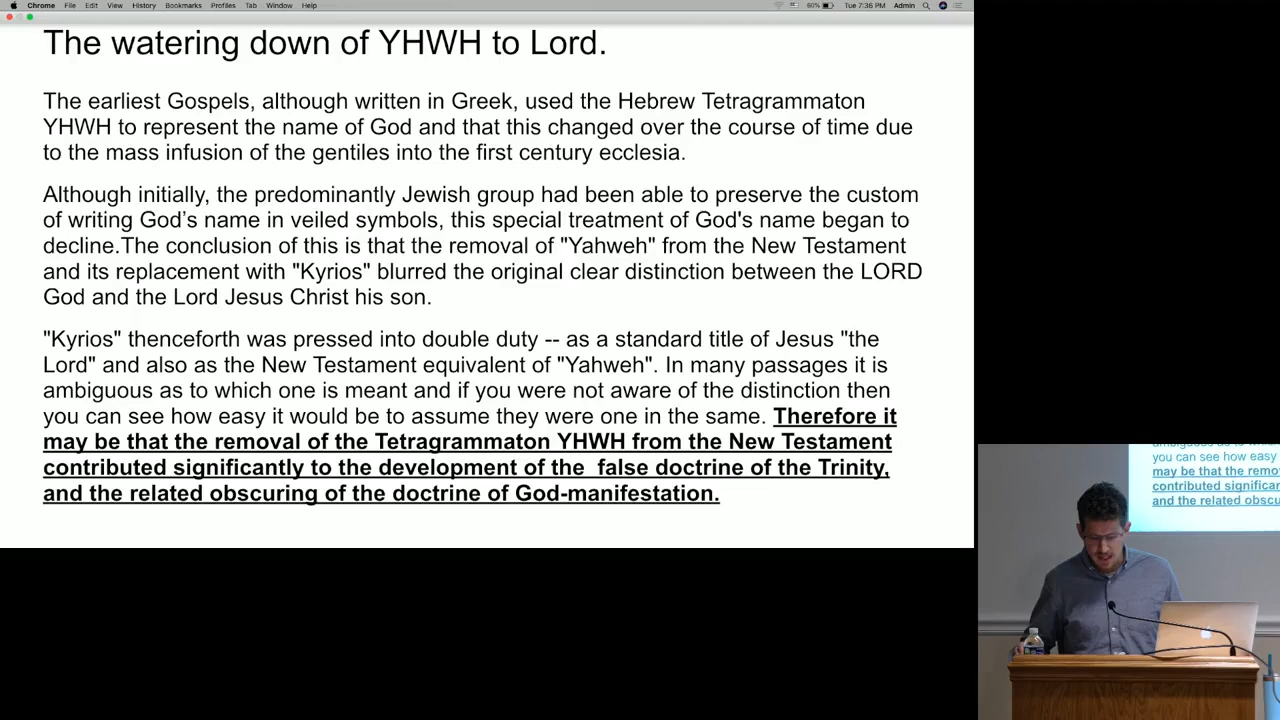 Chrome File Edit View History Bookmarks Profiles Tab Window Help 60% Tue 7:36 PM Admin
The watering down of YHWH to Lord.
The earliest Gospels, although written in Greek, used the Hebrew Tetragrammaton
YHWH to represent the name of God and that this changed over the course of time due
to the mass infusion of the gentiles into the first century ecclesia.
Although initially, the predominantly Jewish group had been able to preserve the custom
of writing God’s name in veiled symbols, this special treatment of God's name began to
decline.The conclusion of this is that the removal of "Yahweh" from the New Testament
and its replacement with "Kyrios" blurred the original clear distinction between the LORD
God and the Lord Jesus Christ his son.
"Kyrios" thenceforth was pressed into double duty -- as a standard title of Jesus "the
Lord" and also as the New Testament equivalent of "Yahweh". In many passages it is
ambiguous as to which one is meant and if you were not aware of the distinction then
you can see how easy it would be to assume they were one in the same. Therefore it
may be that the removal of the Tetragrammaton YHWH from the New Testament
contributed significantly to the development of the  false doctrine of the Trinity,
and the related obscuring of the doctrine of God-manifestation.
you can see how easy
may be that the remo
contributed significan
and the related obscu